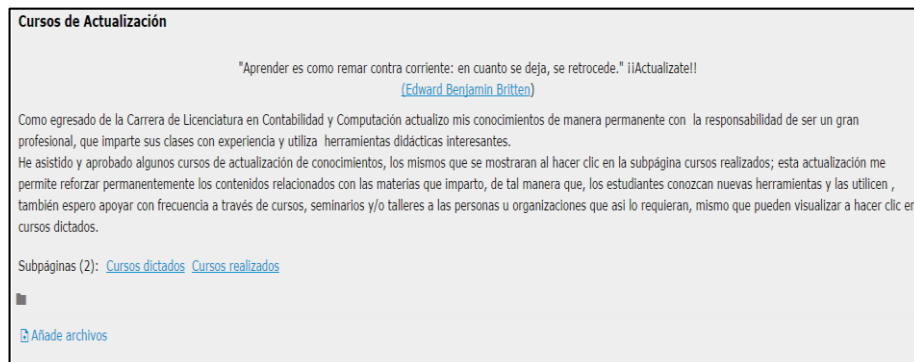 Cursos de Actualización
"Aprender es como remar contra corriente: en cuanto se deja, se retrocede." ¡¡Actualizate!!
(Edward Benjamin Britten)
Como egresado de la Carrera de Licenciatura en Contabilidad y Computación actualizo mis conocimientos de manera permanente con la responsabilidad de ser un gran
profesional, que imparte sus clases con experiencia y utiliza herramientas didácticas interesantes.
He asistido y aprobado algunos cursos de actualización de conocimientos, los mismos que se mostraran al hacer clic en la subpágina cursos realizados; esta actualización me
permite reforzar permanentemente los contenidos relacionados con las materias que imparto, de tal manera que, los estudiantes conozcan nuevas herramientas y las utilicen ,
también espero apoyar con frecuencia a través de cursos, seminarios y/o talleres a las personas u organizaciones que asi lo requieran, mismo que pueden visualizar a hacer clic en
cursos dictados.
Subpáginas (2): Cursos dictados Cursos realizados
Añade archivos